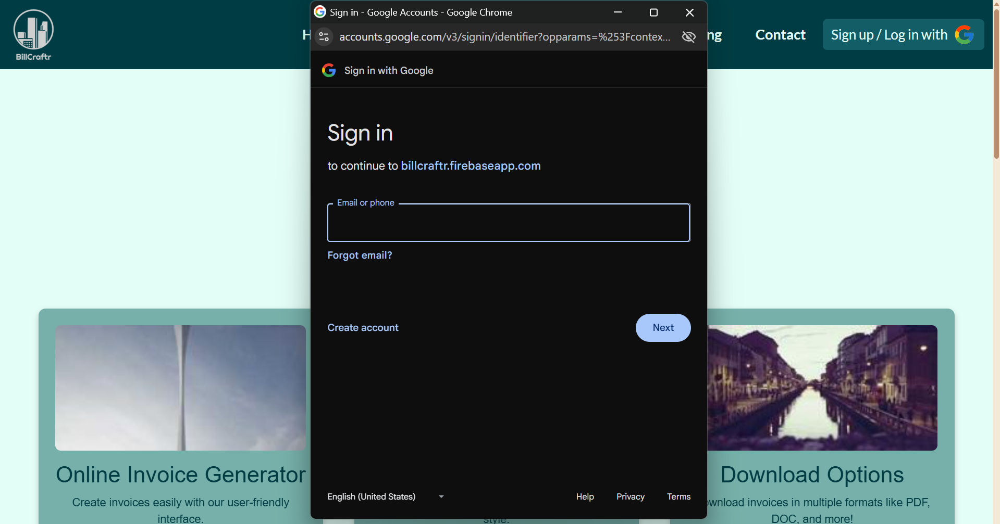 Sign in - Google Accounts - Google Chrome
accounts.google.com/v3/signin/identifier?opparams=%253Fcontex...
BillCraftr
Contact
Sign up / Log in with
Sign in with Google
Sign in
to continue to billcraftr.firebaseapp.com
Email or phone
Forgot email?
Create account
Next
English (United States)
Help
Privacy
Terms
Online Invoice Generator
Create invoices easily with our user-friendly
interface.
style.
Download Options
invoices in multiple formats like PDF,
DOC, and more!